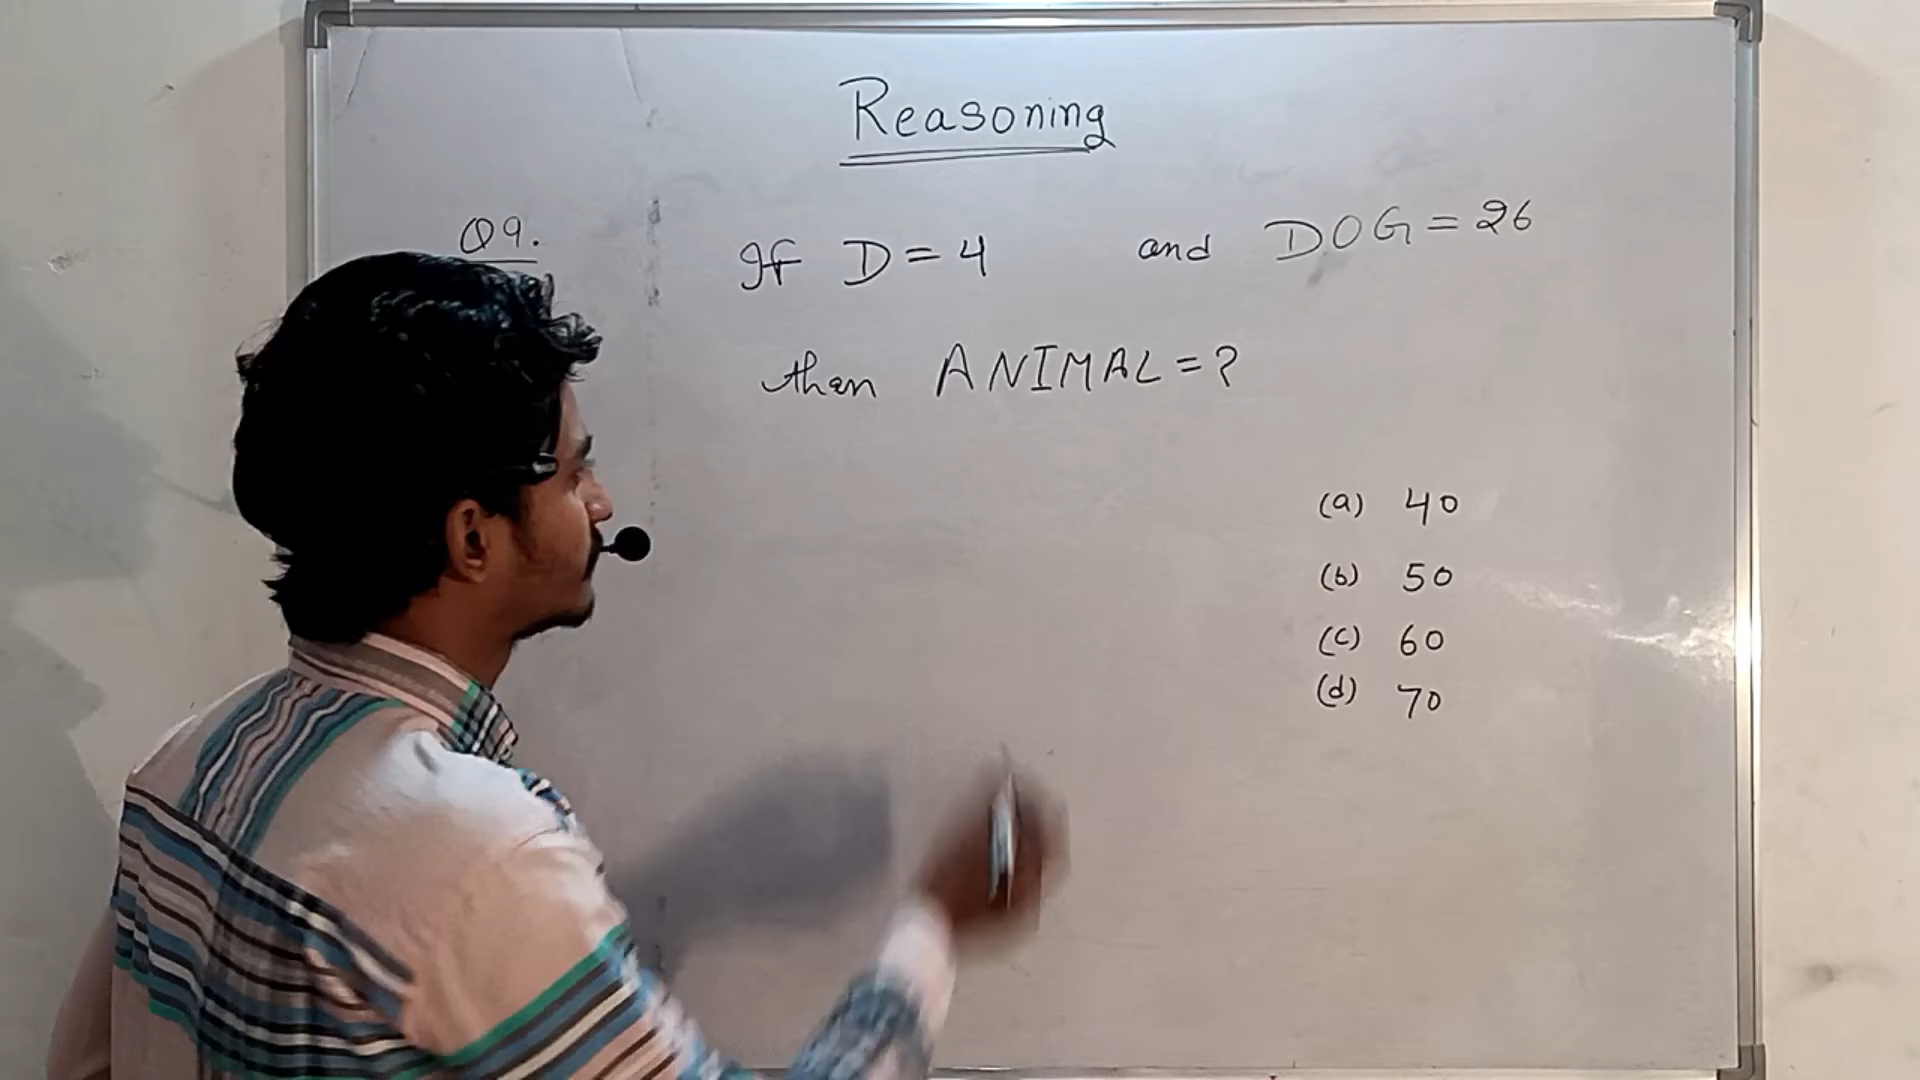 Reasoning
Q9. If D = 4 and DOG = 26
then ANIMAL = ?
(a) 40
(b) 50
(c) 60
(d) 70